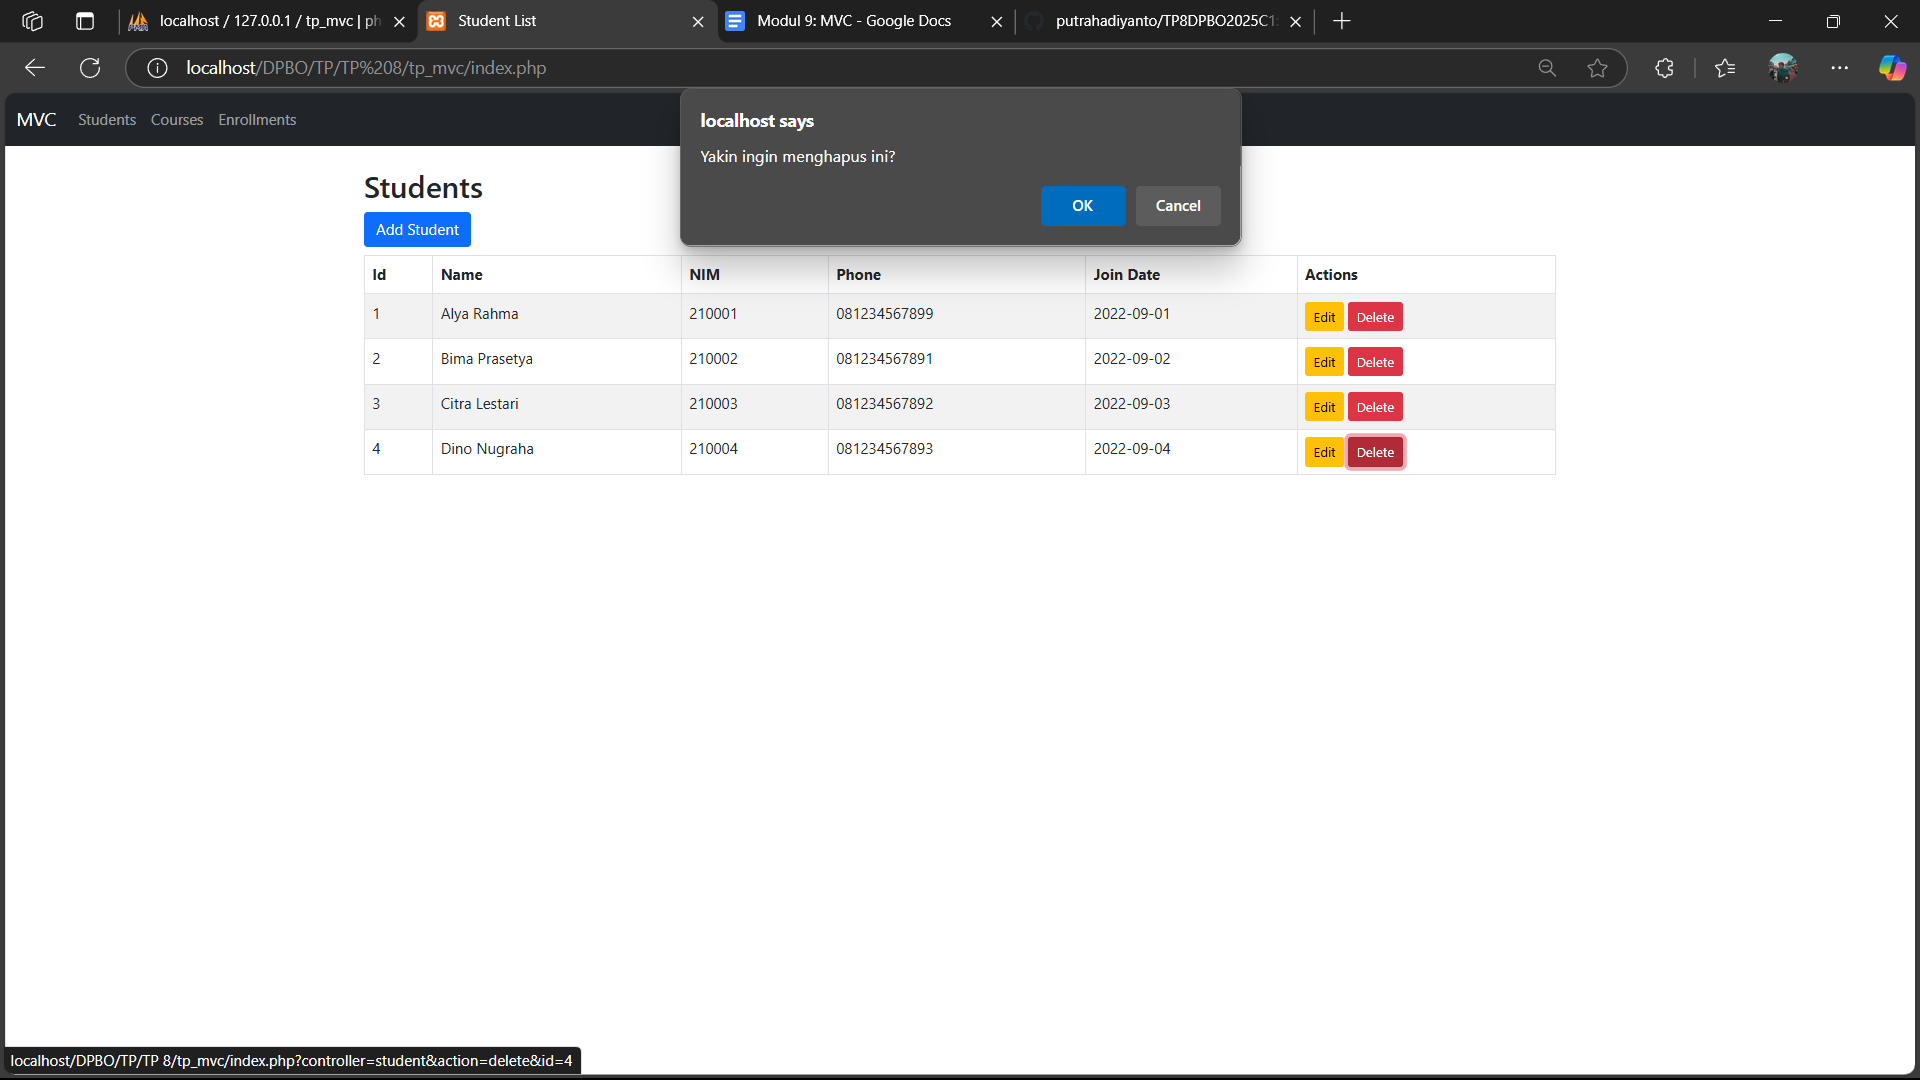 localhost / 127.0.0.1 / tp_mvc | ph
Student List
Modul 9: MVC - Google Docs
putrahadiyanto/TP8DPBO2025C1
localhost/DPBO/TP/TP%208/tp_mvc/index.php
MVC Students Courses Enrollments
localhost says
Yakin ingin menghapus ini?
OK Cancel
Students
Add Student
Id Name NIM Phone Join Date Actions
1 Alya Rahma 210001 081234567899 2022-09-01 Edit Delete
2 Bima Prasetya 210002 081234567891 2022-09-02 Edit Delete
3 Citra Lestari 210003 081234567892 2022-09-03 Edit Delete
4 Dino Nugraha 210004 081234567893 2022-09-04 Edit Delete
localhost/DPBO/TP/TP 8/tp_mvc/index.php?controller=student&action=delete&id=4